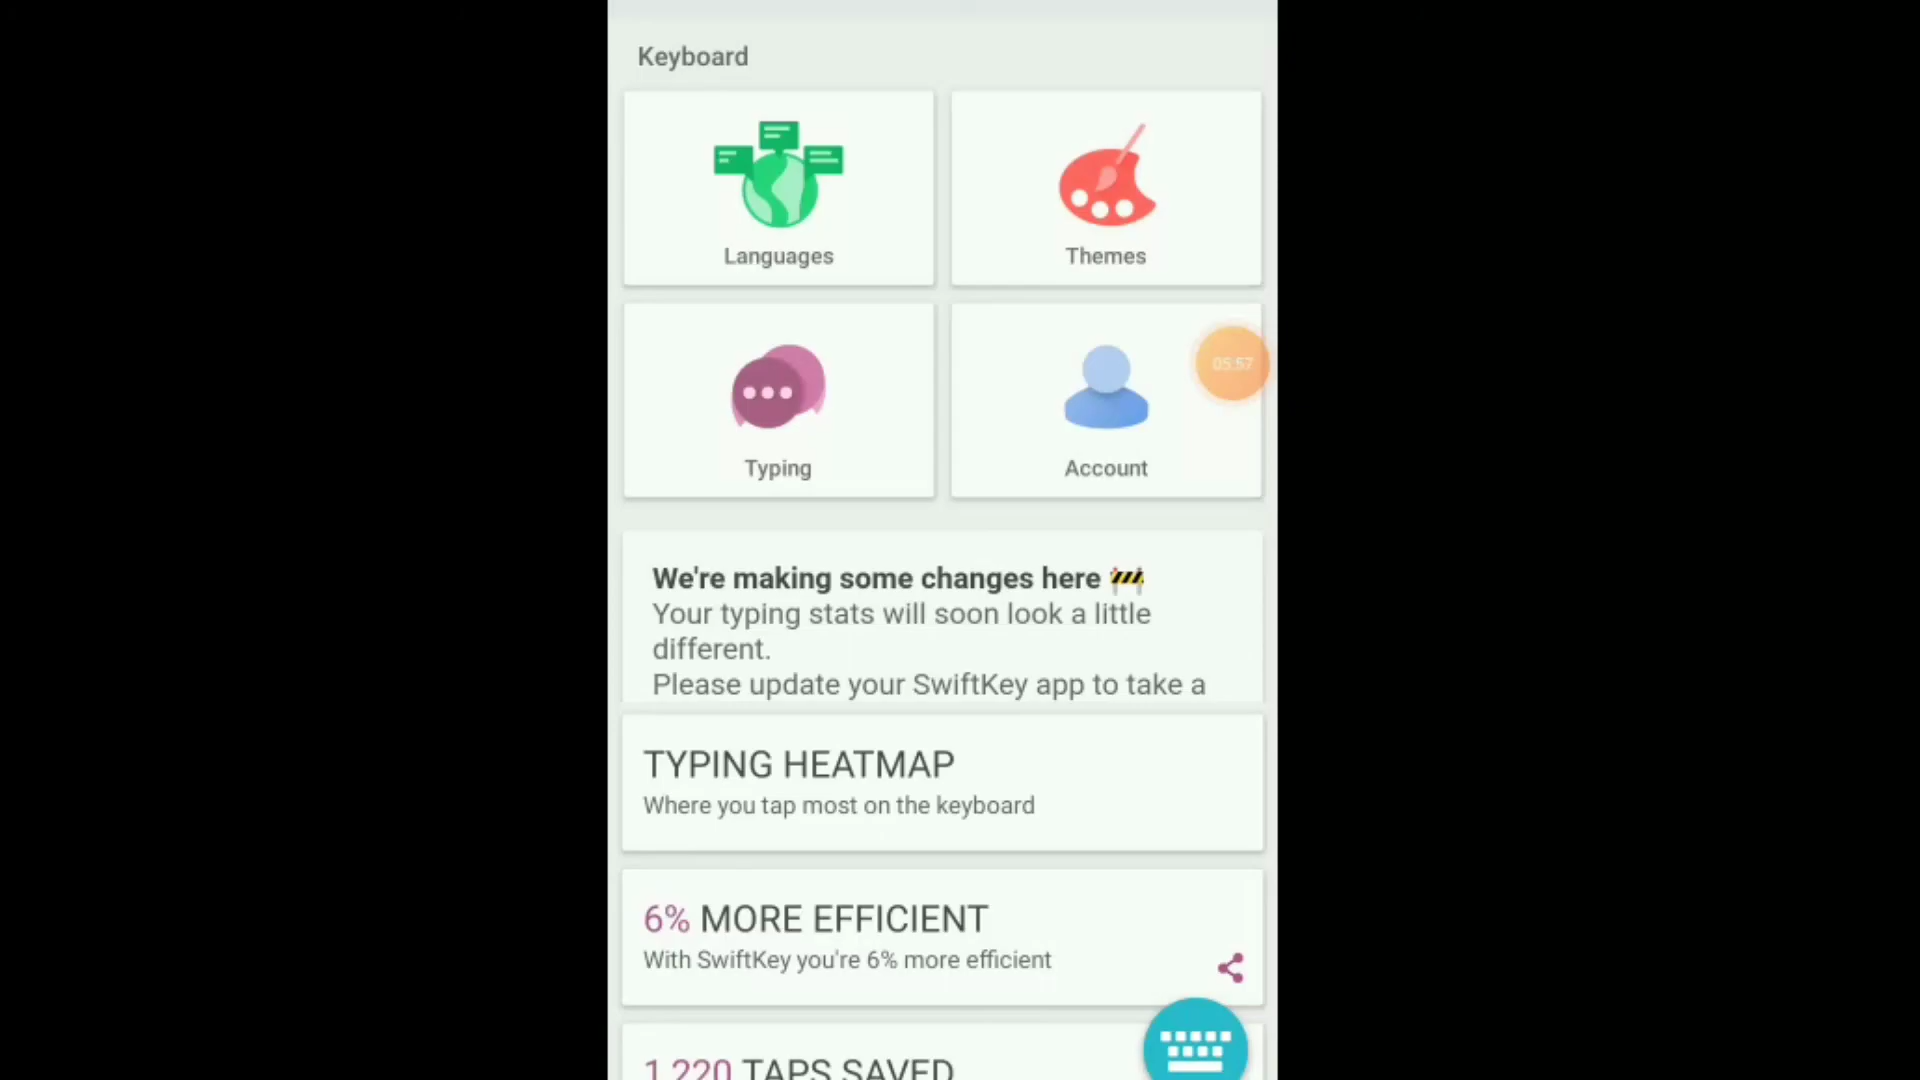 Keyboard
Languages
Themes
Typing
Account
05:57
We're making some changes here 🚧
Your typing stats will soon look a little
different.
Please update your SwiftKey app to take a
TYPING HEATMAP
Where you tap most on the keyboard
6% MORE EFFICIENT
With SwiftKey you're 6% more efficient
1,220 TAPS SAVED